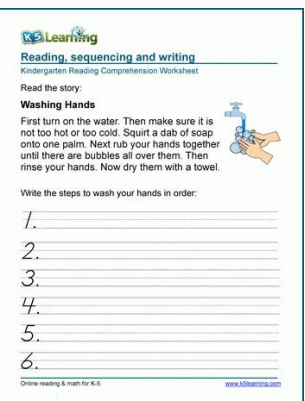 K5 Learning
Reading, sequencing and writing
Kindergarten Reading Comprehension Worksheet
Read the story:
Washing Hands
First turn on the water. Then make sure it is
not too hot or too cold. Squirt a dab of soap
onto one palm. Next rub your hands together
until there are bubbles all over them. Then
rinse your hands. Now dry them with a towel.
Write the steps to wash your hands in order:
1.
2.
3.
4.
5.
6.
Online reading & math for K-5 www.k5learning.com